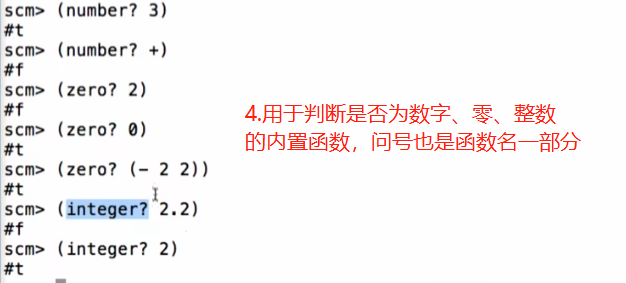 scm> (number? 3)
#t
scm> (number? +)
#f
scm> (zero? 2)
#f
scm> (zero? 0)
#t
scm> (zero? (- 2 2))
#t
scm> (integer? 2.2)
#f
scm> (integer? 2)
#t
4.用于判断是否为数字、零、整数
的内置函数，问号也是函数名一部分